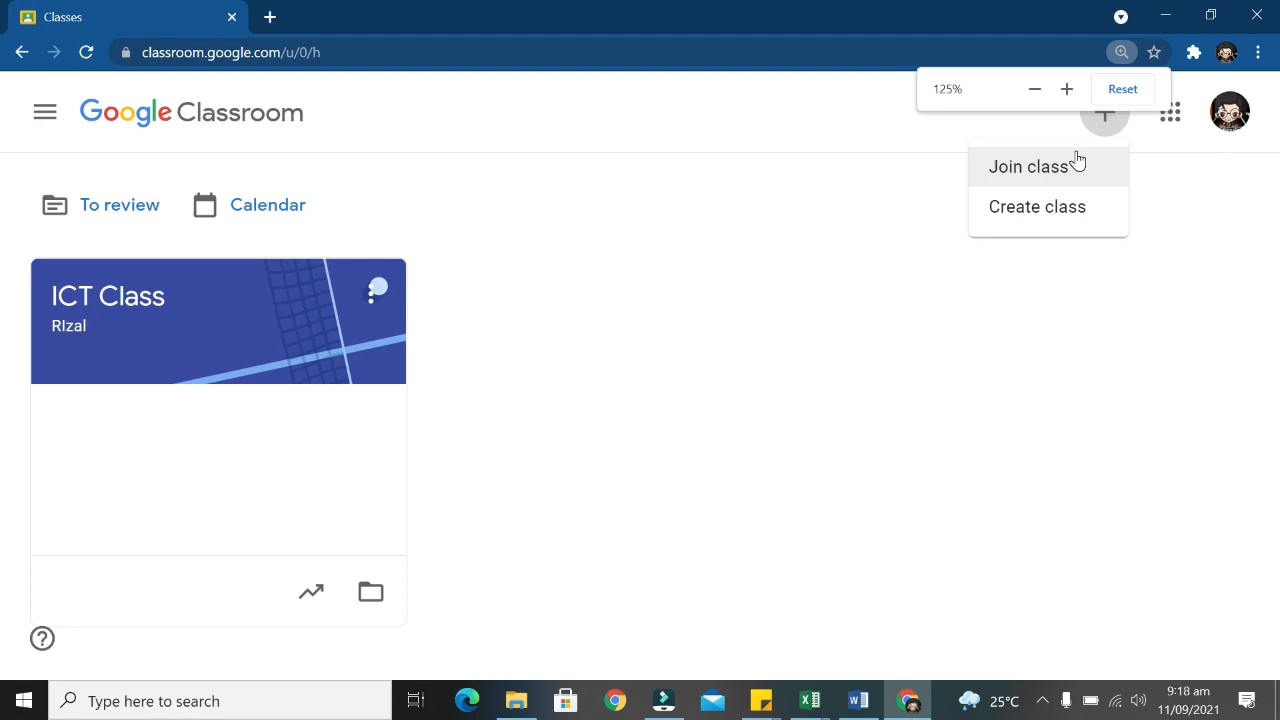 Classes
classroom.google.com/u/0/h
125%
Reset
Google Classroom
Join class
Create class
To review
Calendar
ICT Class
RIzal
Type here to search
25°C
9:18 am
11/09/2021